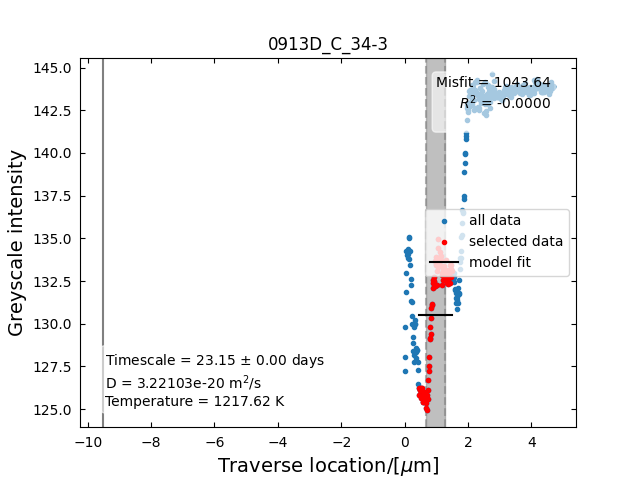 0913D_C_34-3
Misfit = 1043.64
R² = -0.0000
all data
selected data
model fit
Timescale = 23.15 ± 0.00 days
D = 3.22103e-20 m²/s
Temperature = 1217.62 K
Greyscale intensity
145.0
142.5
140.0
137.5
135.0
132.5
130.0
127.5
125.0
−10 −8 −6 −4 −2 0 2 4
Traverse location/[μm]